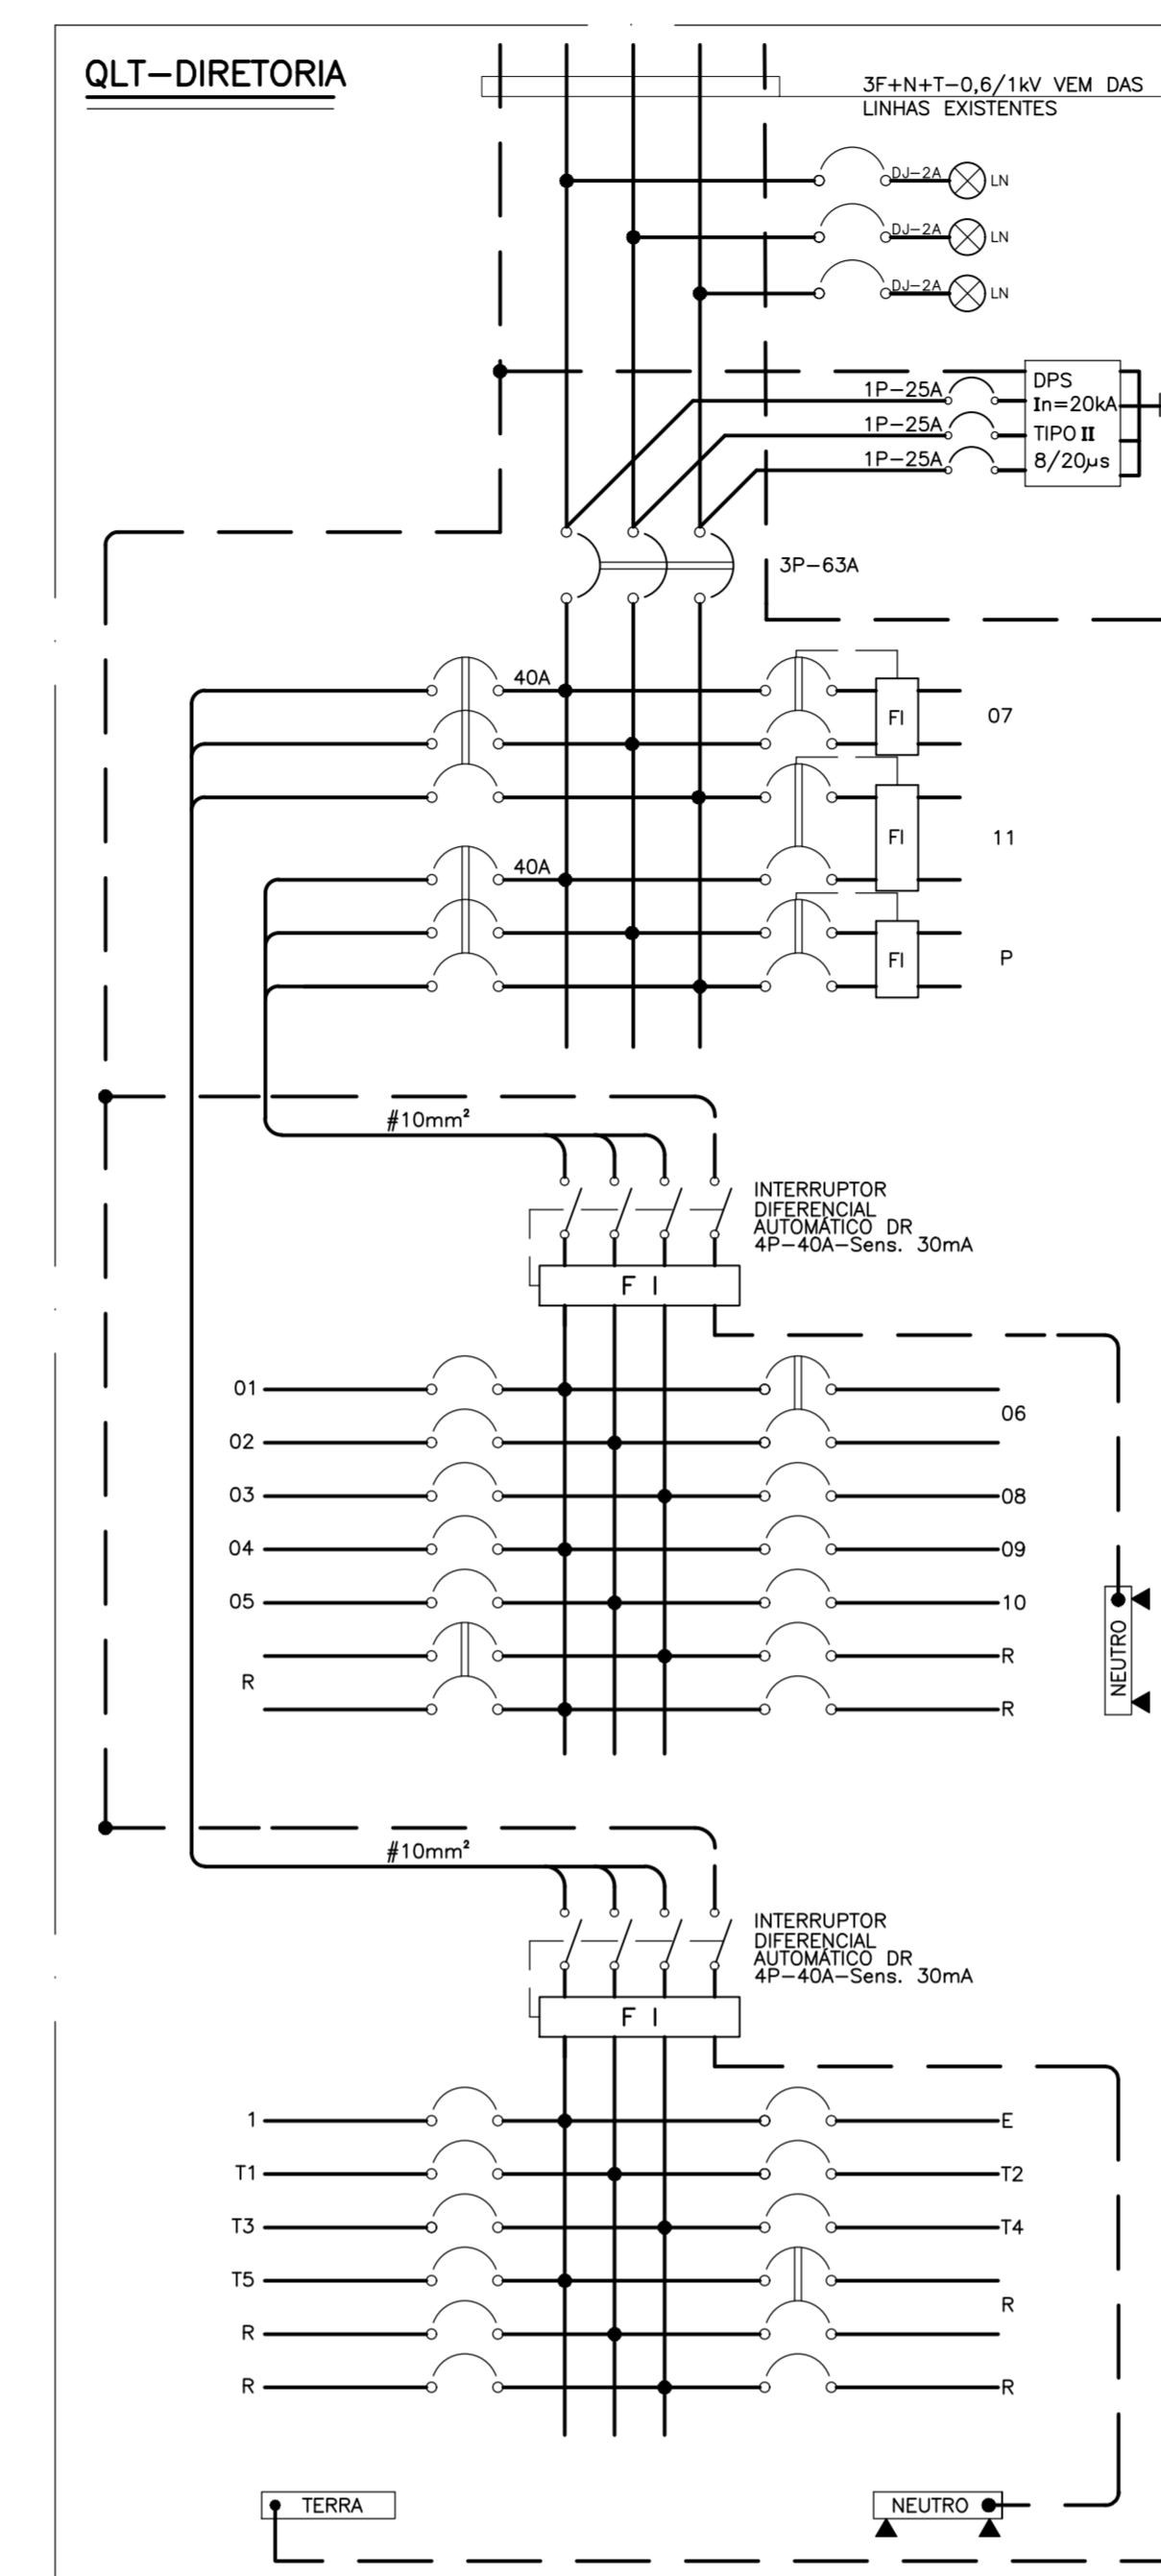 QLT-DIRETORIA
3F+N+T-0,6/1kV VEM DAS
LINHAS EXISTENTES
DJ-2A LN
DJ-2A LN
DJ-2A LN
DPS
1P-25A In=20kA
1P-25A TIPO II
1P-25A 8/20µs
3P-63A
40A
FI 07
FI 11
40A
FI P
#10mm²
INTERRUPTOR
DIFERENCIAL
AUTOMÁTICO DR
4P-40A-Sens. 30mA
F I
01
06
02
03 08
04 09
05 10
R
R
R
NEUTRO
#10mm²
INTERRUPTOR
DIFERENCIAL
AUTOMÁTICO DR
4P-40A-Sens. 30mA
F I
1 E
T1 T2
T3 T4
T5
R
R
R R
TERRA NEUTRO